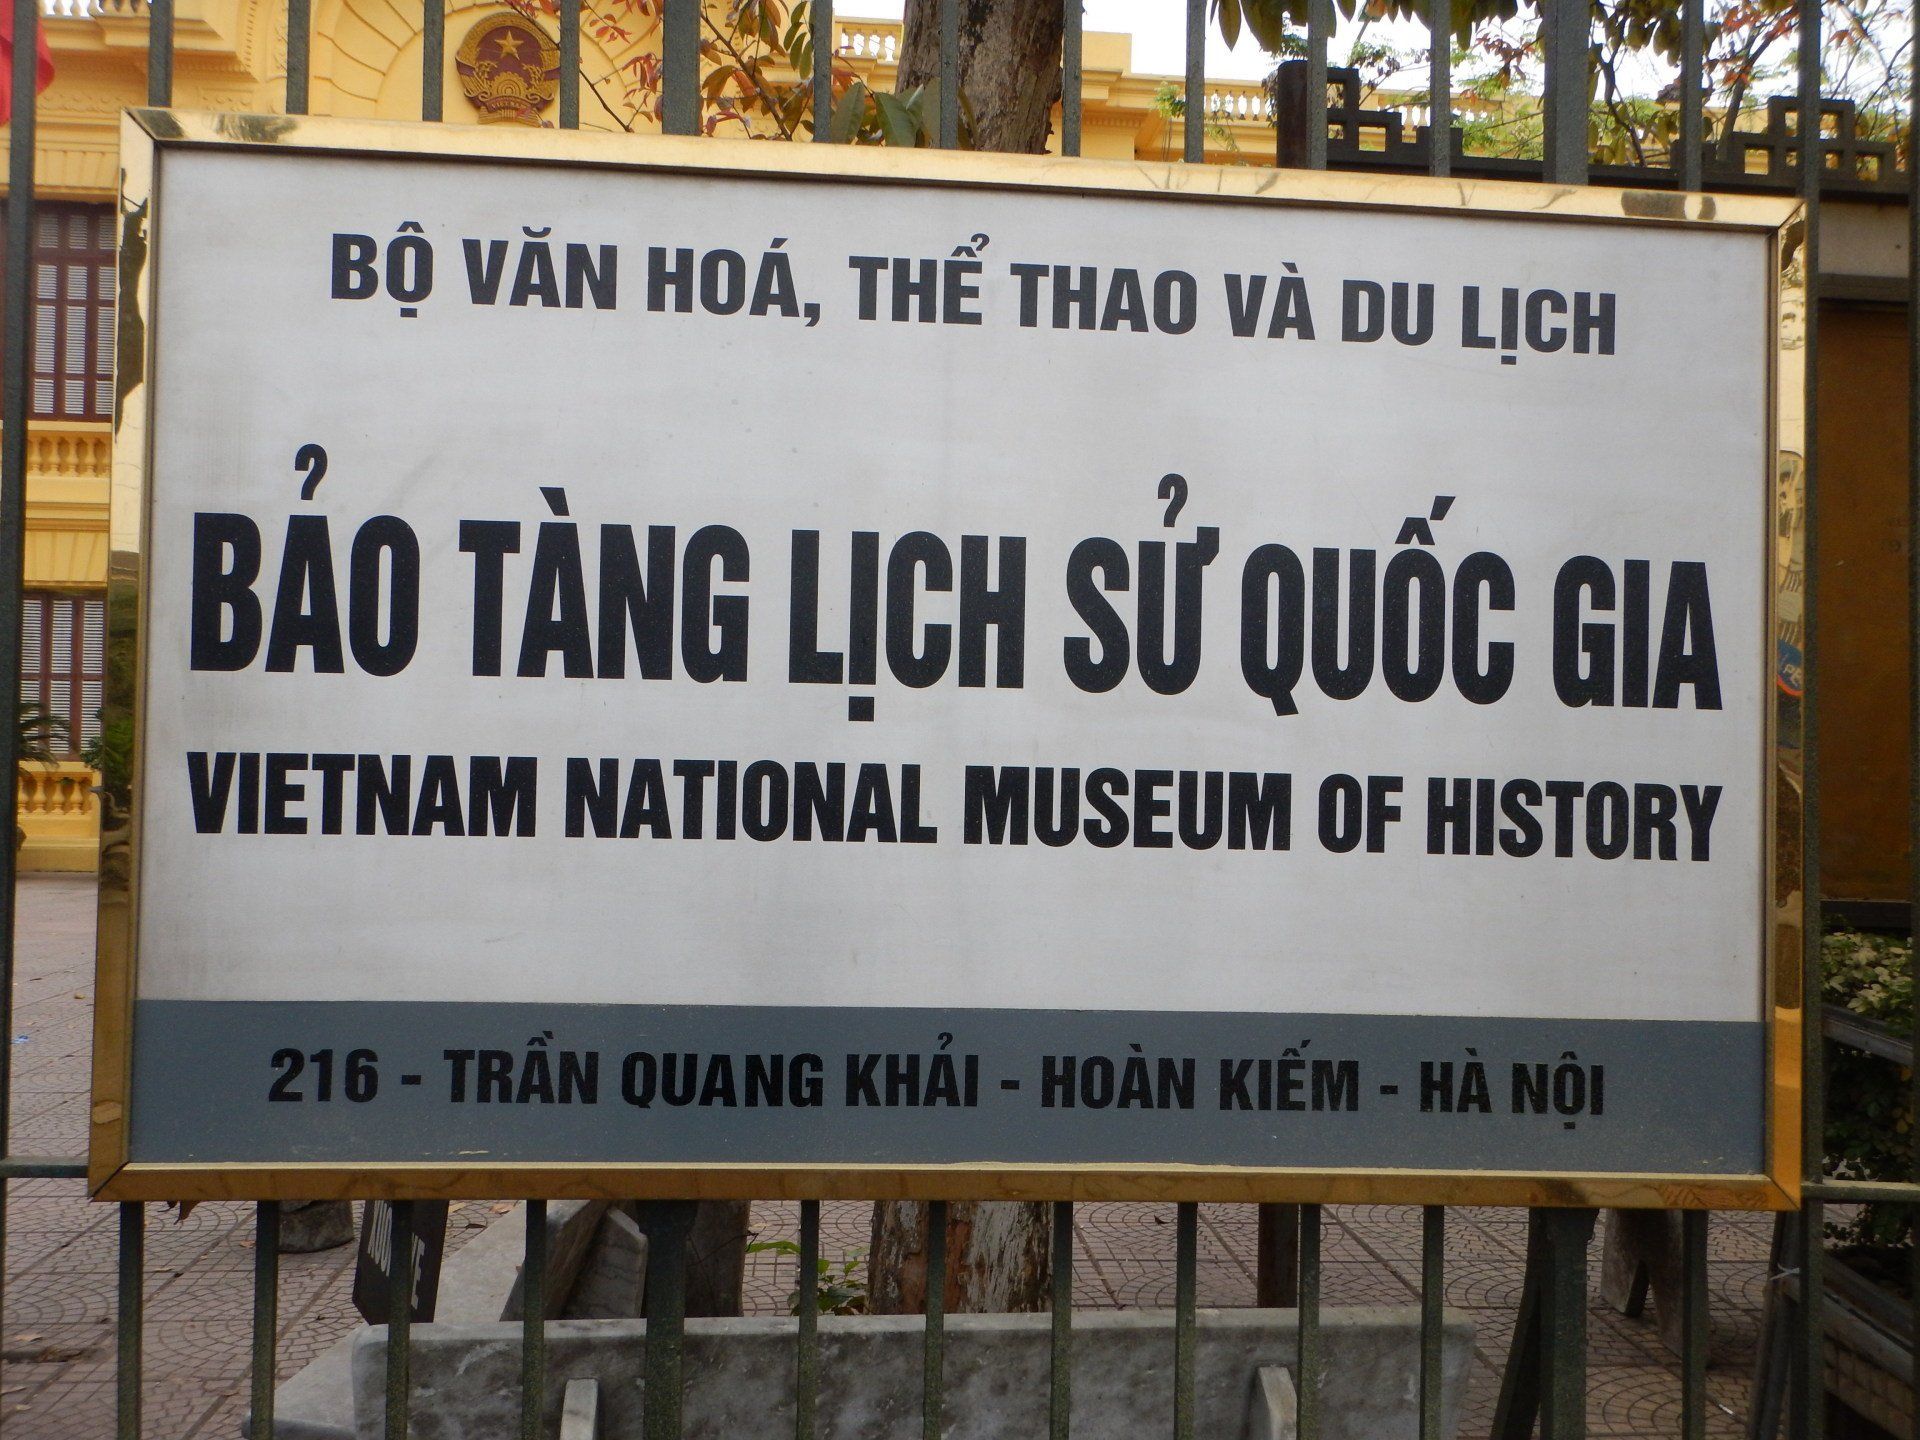 VIETNAM
BỘ VĂN HOÁ, THỂ THAO VÀ DU LỊCH
BẢO TÀNG LỊCH SỬ QUỐC GIA
VIETNAM NATIONAL MUSEUM OF HISTORY
216 - TRẦN QUANG KHẢI - HOÀN KIẾM - HÀ NỘI